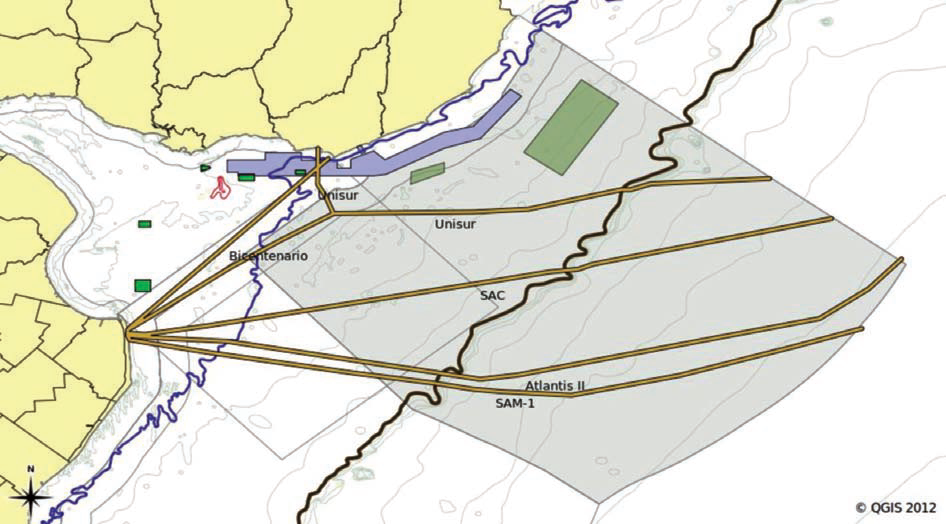 Unisur
Unisur
Bicentenario
SAC
Atlantis II
SAM-1
N
© QGIS 2012